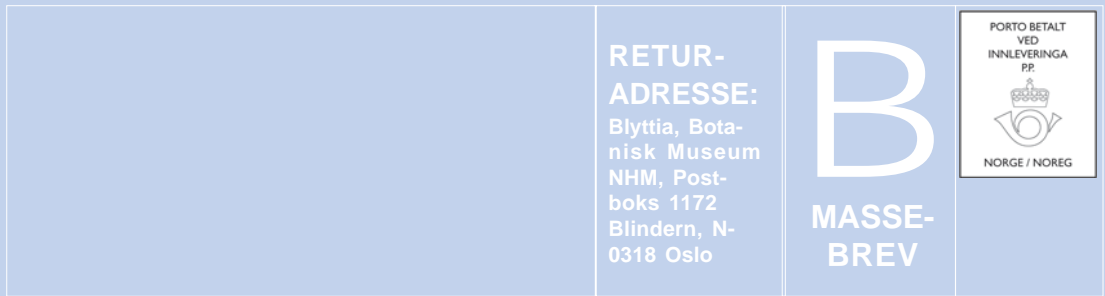 RETUR-
ADRESSE:
Blyttia, Bota-
nisk Museum
NHM, Post-
boks 1172
Blindern, N-
0318 Oslo
B
MASSE-
BREV
PORTO BETALT
VED
INNLEVERINGA
P.P.
NORGE / NOREG